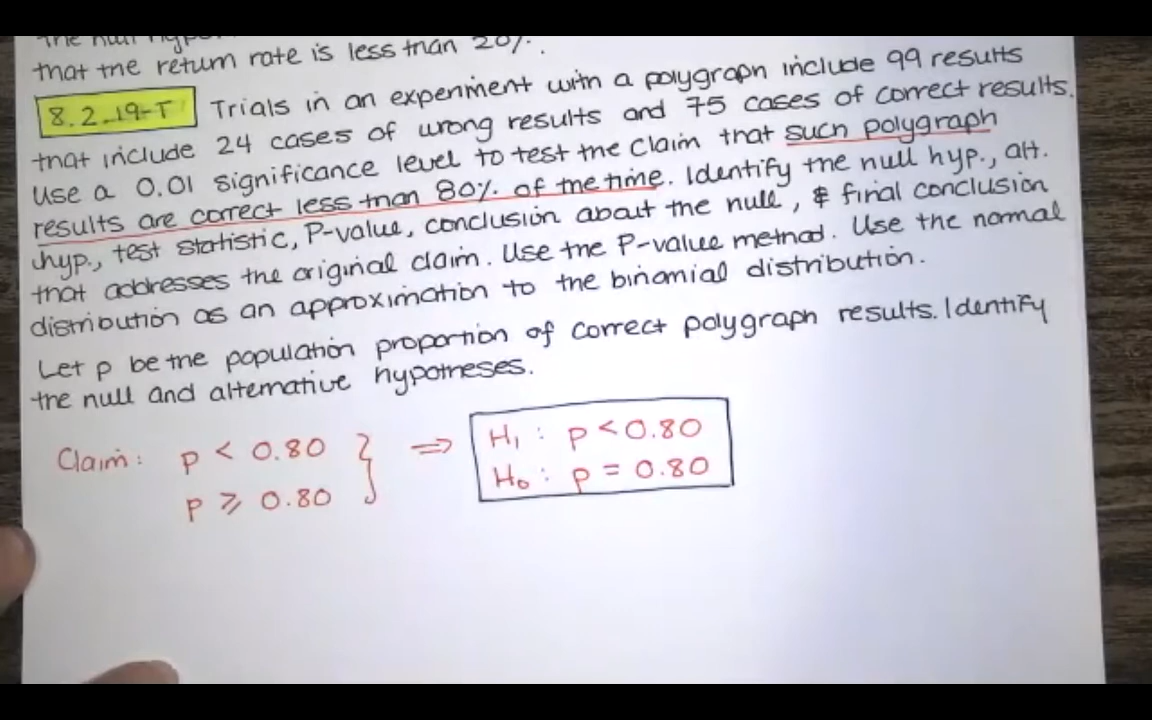 the null hyp
that the return rate is less than 20%.
8.2.19-T Trials in an experiment with a polygraph include 99 results
that include 24 cases of wrong results and 75 cases of correct results.
Use a 0.01 significance level to test the claim that such polygraph
results are correct less than 80% of the time. Identify the null hyp., alt.
hyp., test statistic, P-value, conclusion about the null, & final conclusion
that addresses the original claim. Use the P-value method. Use the normal
distribution as an approximation to the binomial distribution.
Let p be the population proportion of correct polygraph results. Identify
the null and alternative hypotheses.
Claim: p < 0.80 } ⇒ H₁ : p < 0.80
p ⩾ 0.80 H₀ : p = 0.80